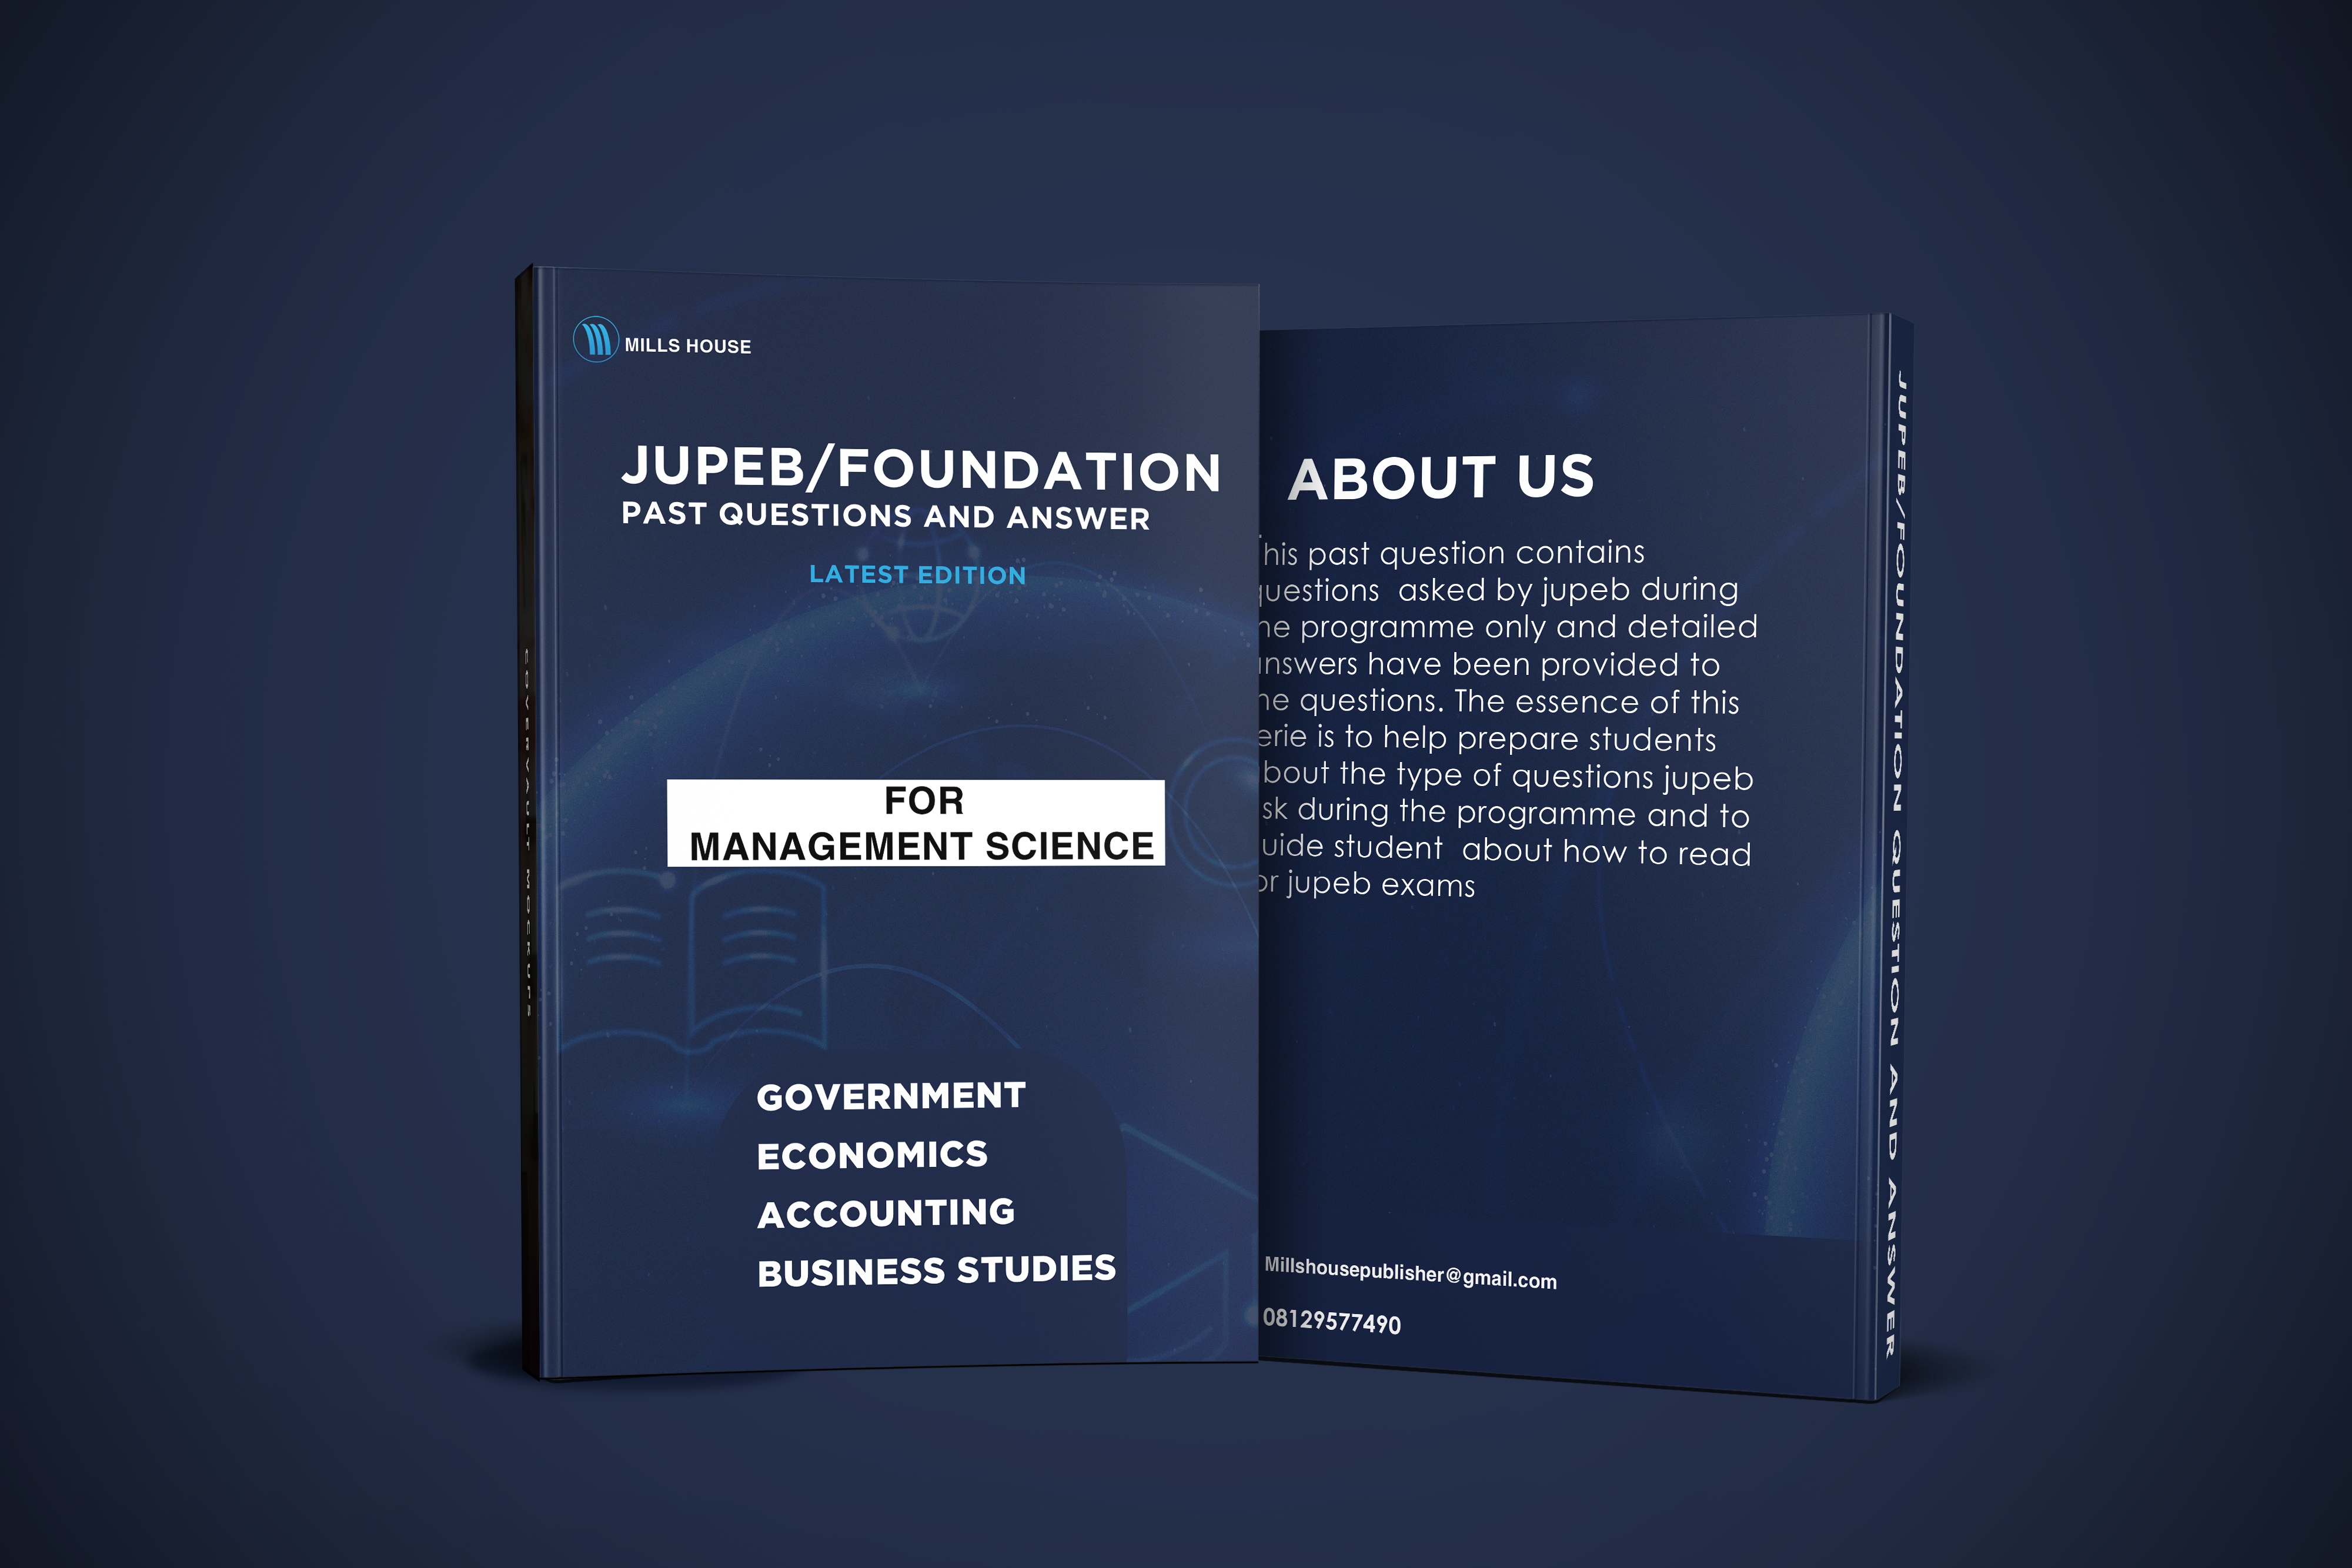 MILLS HOUSE
JUPEB/FOUNDATION
PAST QUESTIONS AND ANSWER
LATEST EDITION
FOR
MANAGEMENT SCIENCE
GOVERNMENT
ECONOMICS
ACCOUNTING
BUSINESS STUDIES
COVERVAULT MOCKUPS
ABOUT US
his past question contains
uestions asked by jupeb during
he programme only and detailed
nswers have been provided to
he questions. The essence of this
erie is to help prepare students
bout the type of questions jupeb
sk during the programme and to
uide student about how to read
or jupeb exams
Millshousepublisher@gmail.com
08129577490
JUPEB/FOUNDATION QUESTION AND ANSWER